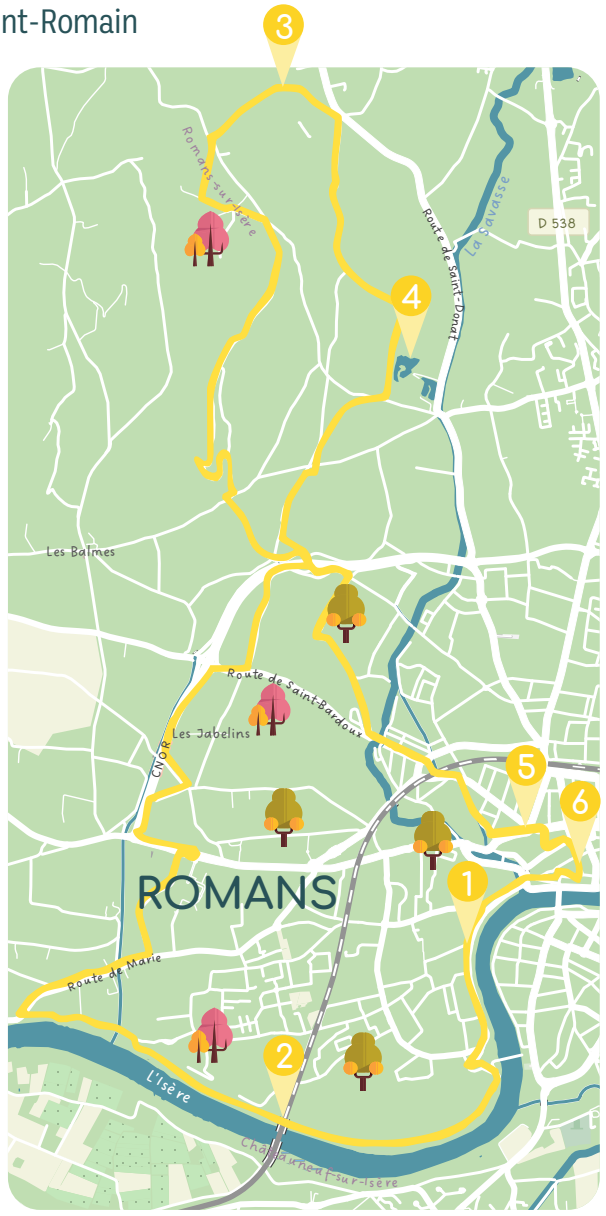 nt-Romain
3
Romans-sur-Isère
La Savasse
D 538
Route de Saint-Donat
4
Les Balmes
Route de Saint-Bardoux
Les Jabelins
CNOR
5
6
1
ROMANS
Route de Marie
2
L'Isère
Châteauneuf-sur-Isère